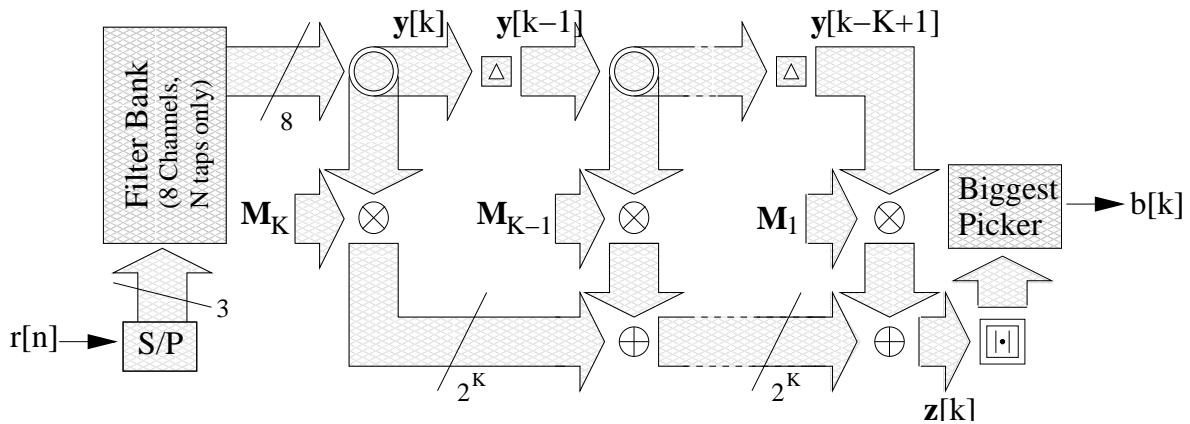 y[k]
y[k−1]
y[k−K+1]
Filter Bank
(8 Channels,
N taps only)
8
M_K
M_{K−1}
M_1
Biggest
Picker
b[k]
3
r[n]
S/P
2^K
2^K
z[k]